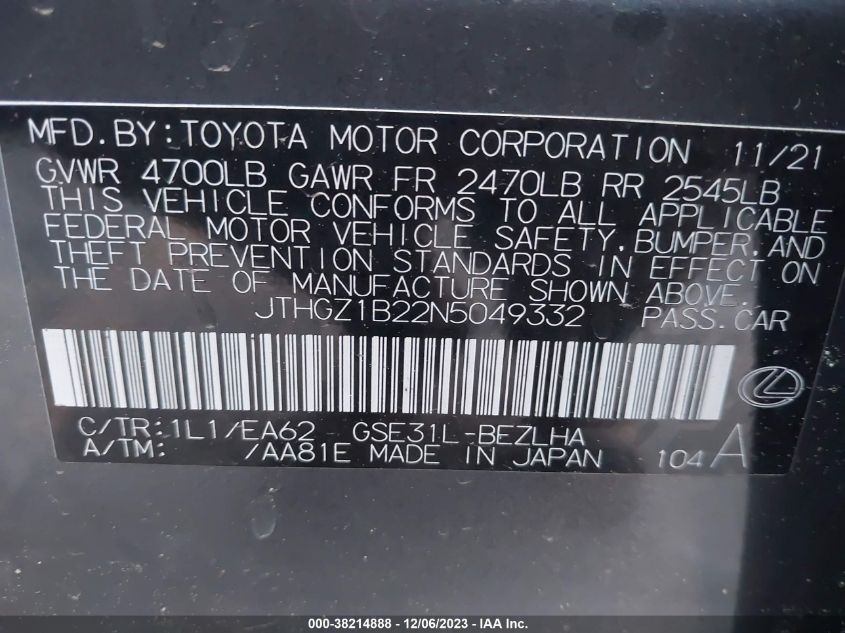 MFD.BY:TOYOTA MOTOR CORPORATION 11/21
GVWR 4700LB GAWR FR 2470LB RR 2545LB
THIS VEHICLE CONFORMS TO ALL APPLICABLE
FEDERAL MOTOR VEHICLE SAFETY,BUMPER,AND
THEFT PREVENTION STANDARDS IN EFFECT ON
THE DATE OF MANUFACTURE SHOWN ABOVE.
JTHGZ1B22N5049332 PASS.CAR
C/TR:1L1/EA62 GSE31L-BEZLHA
A/TM: /AA81E MADE IN JAPAN 104 A
000-38214888 - 12/06/2023 - IAA Inc.